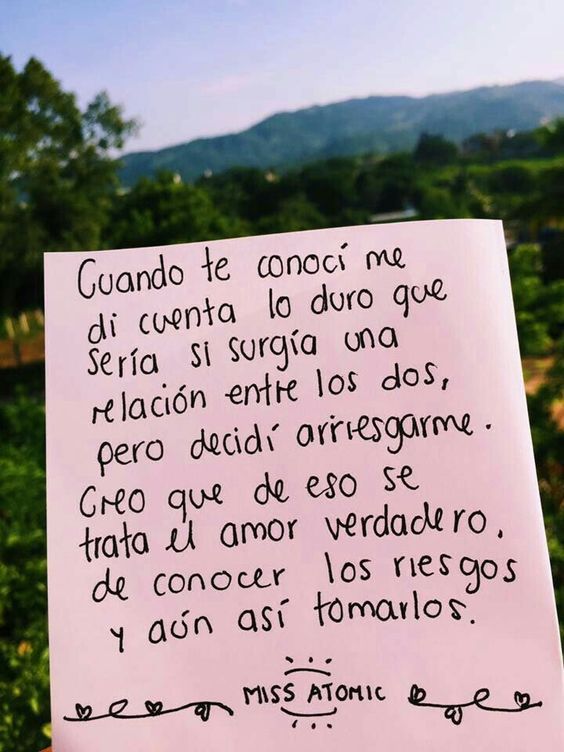 Cuando te conocí me
di cuenta lo duro que
sería si surgía una
relación entre los dos,
pero decidí arriesgarme.
Creo que de eso se
trata el amor verdadero,
de conocer los riesgos
y aún así tomarlos.
MISS ATOMIC